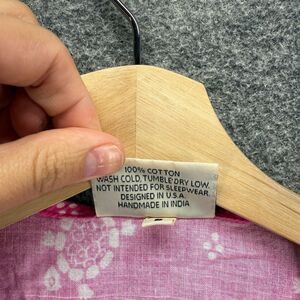 100% COTTON
WASH COLD, TUMBLE DRY LOW.
NOT INTENDED FOR SLEEPWEAR.
DESIGNED IN U.S.A.
HANDMADE IN INDIA